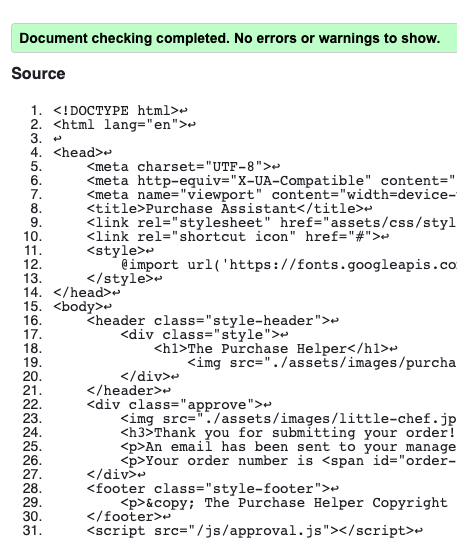 Document checking completed. No errors or warnings to show.
Source
1. <!DOCTYPE html>↩
2. <html lang="en">↩
3. ↩
4. <head>↩
5. <meta charset="UTF-8">↩
6. <meta http-equiv="X-UA-Compatible" content="
7. <meta name="viewport" content="width=device-
8. <title>Purchase Assistant</title>↩
9. <link rel="stylesheet" href="assets/css/styl
10. <link rel="shortcut icon" href="#">↩
11. <style>↩
12. @import url('https://fonts.googleapis.co
13. </style>↩
14. </head>↩
15. <body>↩
16. <header class="style-header">↩
17. <div class="style">↩
18. <h1>The Purchase Helper</h1>↩
19. <img src="./assets/images/purcha
20. </div>↩
21. </header>↩
22. <div class="approve">↩
23. <img src="./assets/images/little-chef.jp
24. <h3>Thank you for submitting your order!
25. <p>An email has been sent to your manage
26. <p>Your order number is <span id="order-
27. </div>↩
28. <footer class="style-footer">↩
29. <p>&copy; The Purchase Helper Copyright
30. </footer>↩
31. <script src="/js/approval.js"></script>↩